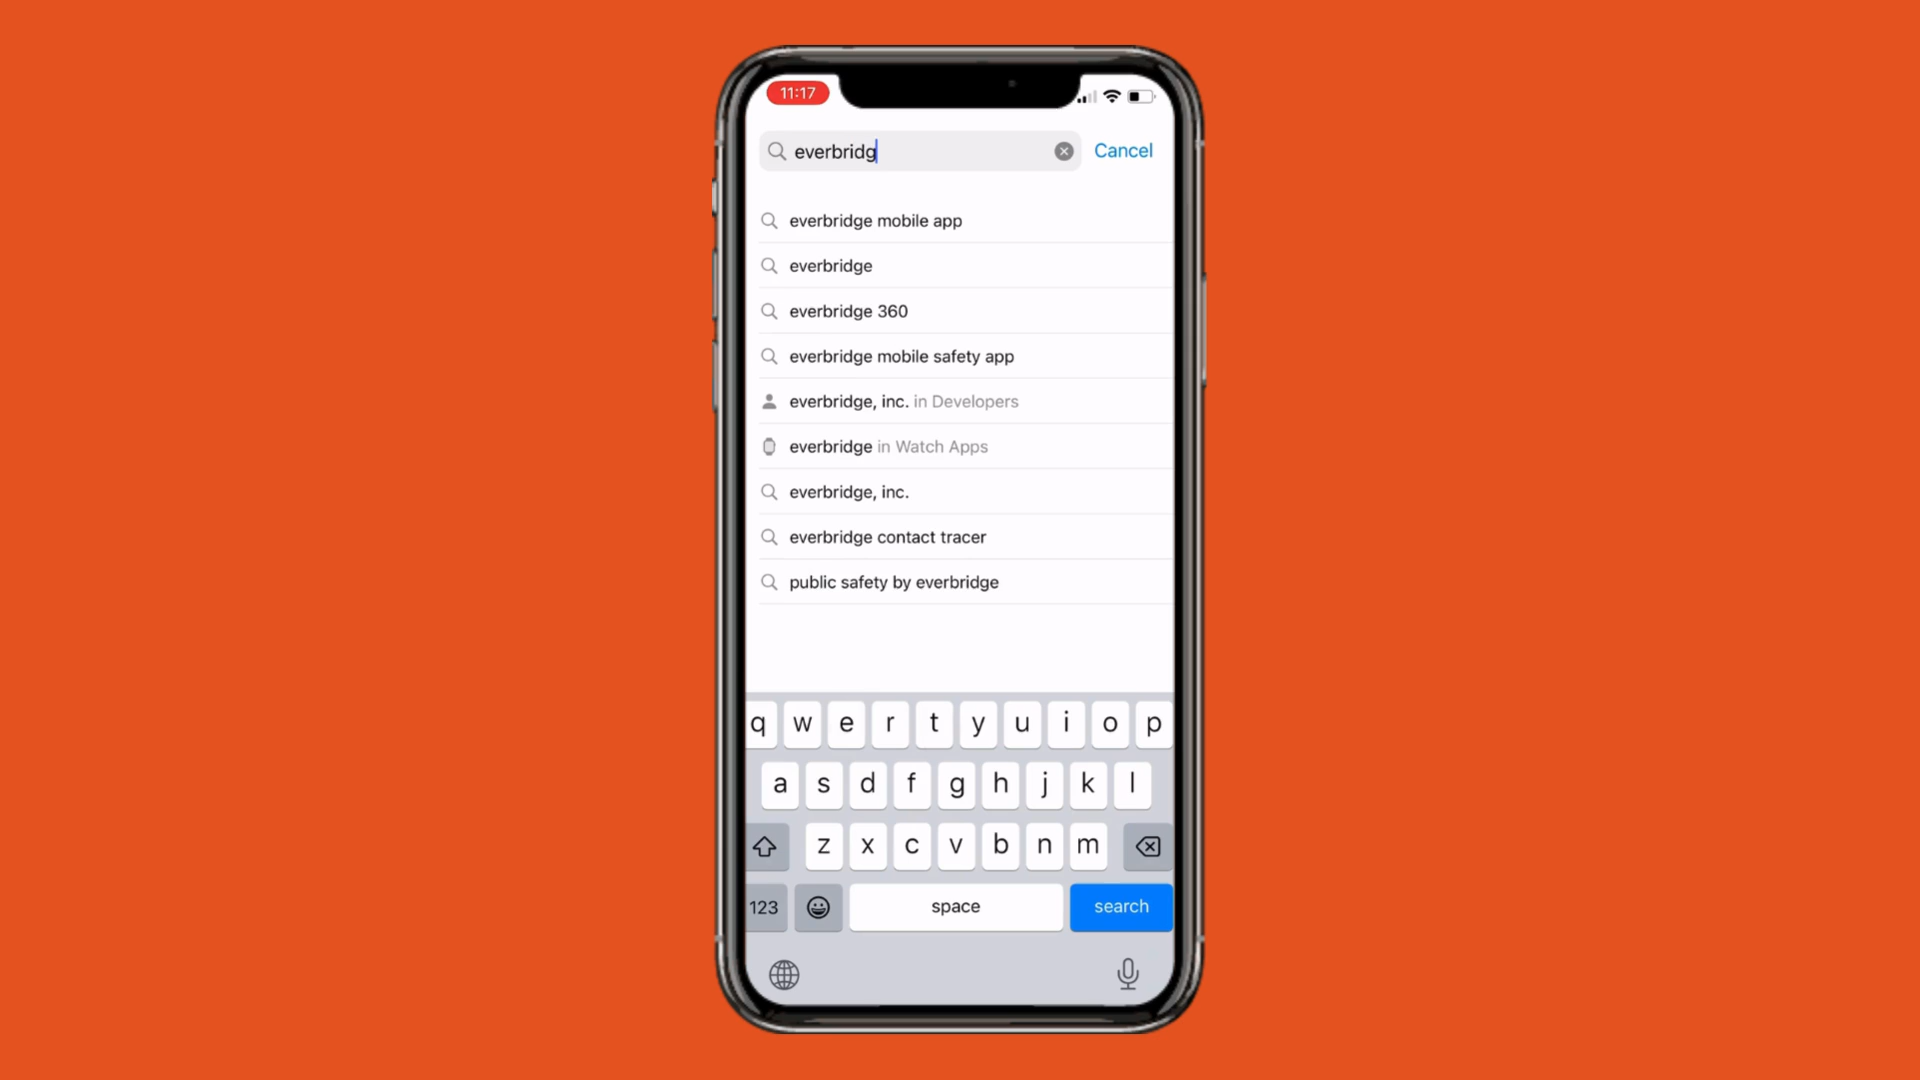 11:17
everbridg
Cancel
everbridge mobile app
everbridge
everbridge 360
everbridge mobile safety app
everbridge, inc. in Developers
everbridge in Watch Apps
everbridge, inc.
everbridge contact tracer
public safety by everbridge
q w e r t y u i o p
a s d f g h j k l
z x c v b n m
123 space search